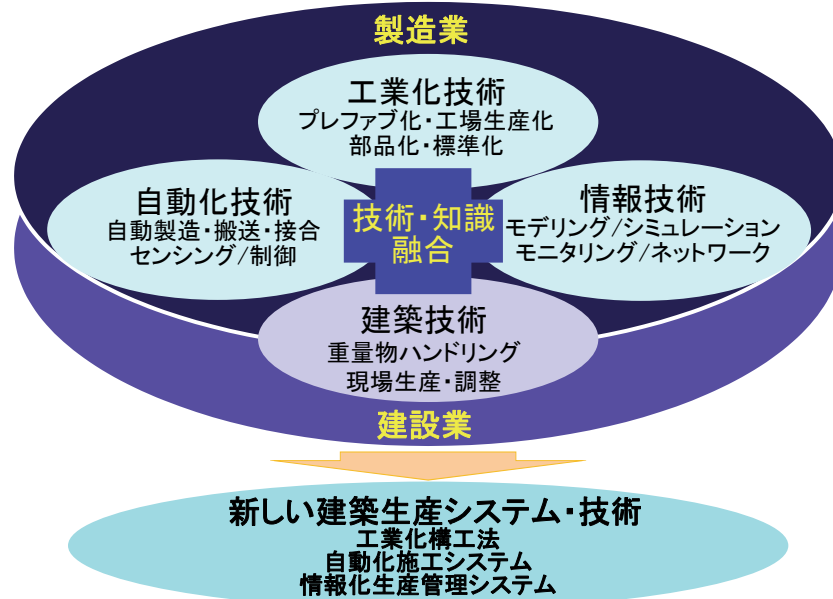 製造業
工業化技術
プレファブ化・工場生産化
部品化・標準化
自動化技術
自動製造・搬送・接合
センシング/制御
技術・知識
融合
情報技術
モデリング/シミュレーション
モニタリング/ネットワーク
建築技術
重量物ハンドリング
現場生産・調整
建設業
新しい建築生産システム・技術
工業化構工法
自動化施工システム
情報化生産管理システム